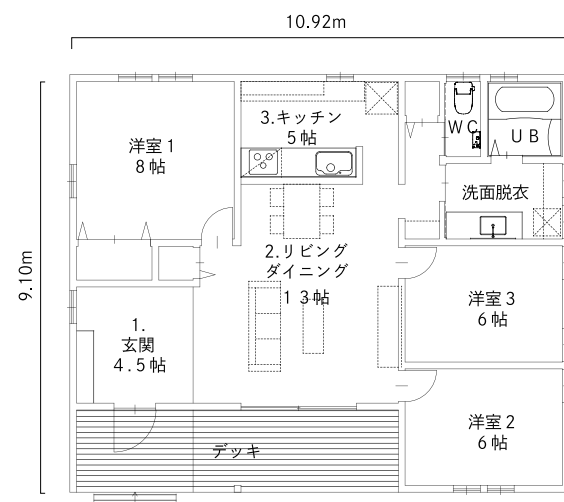 10.92m
9.10m
洋室1
8帖
3.キッチン
5帖
WC
UB
洗面脱衣
2.リビング
ダイニング
13帖
洋室3
6帖
1.
玄関
4.5帖
洋室2
6帖
デッキ